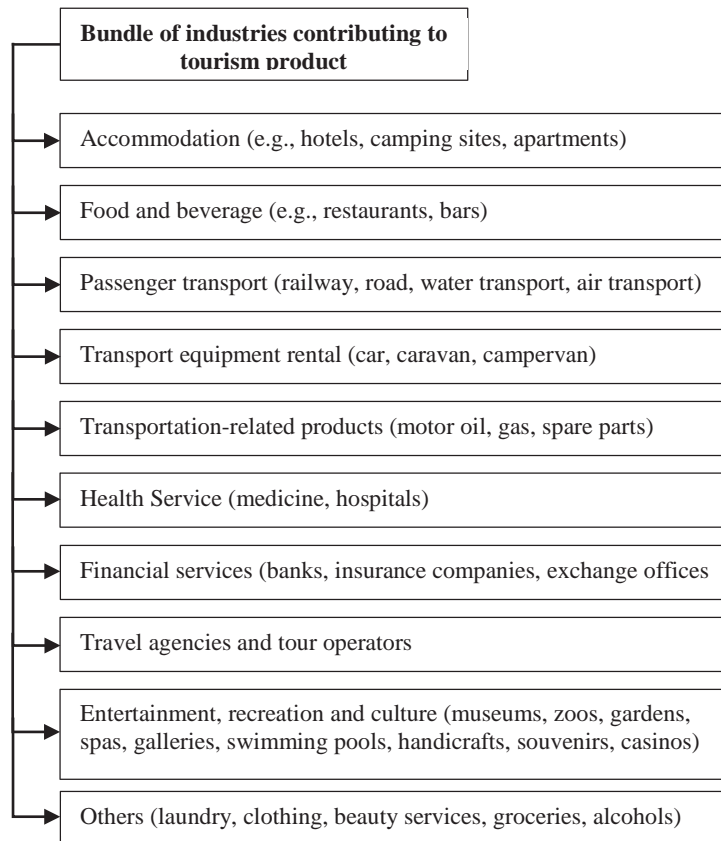 Bundle of industries contributing to
tourism product
Accommodation (e.g., hotels, camping sites, apartments)
Food and beverage (e.g., restaurants, bars)
Passenger transport (railway, road, water transport, air transport)
Transport equipment rental (car, caravan, campervan)
Transportation-related products (motor oil, gas, spare parts)
Health Service (medicine, hospitals)
Financial services (banks, insurance companies, exchange offices
Travel agencies and tour operators
Entertainment, recreation and culture (museums, zoos, gardens,
spas, galleries, swimming pools, handicrafts, souvenirs, casinos)
Others (laundry, clothing, beauty services, groceries, alcohols)